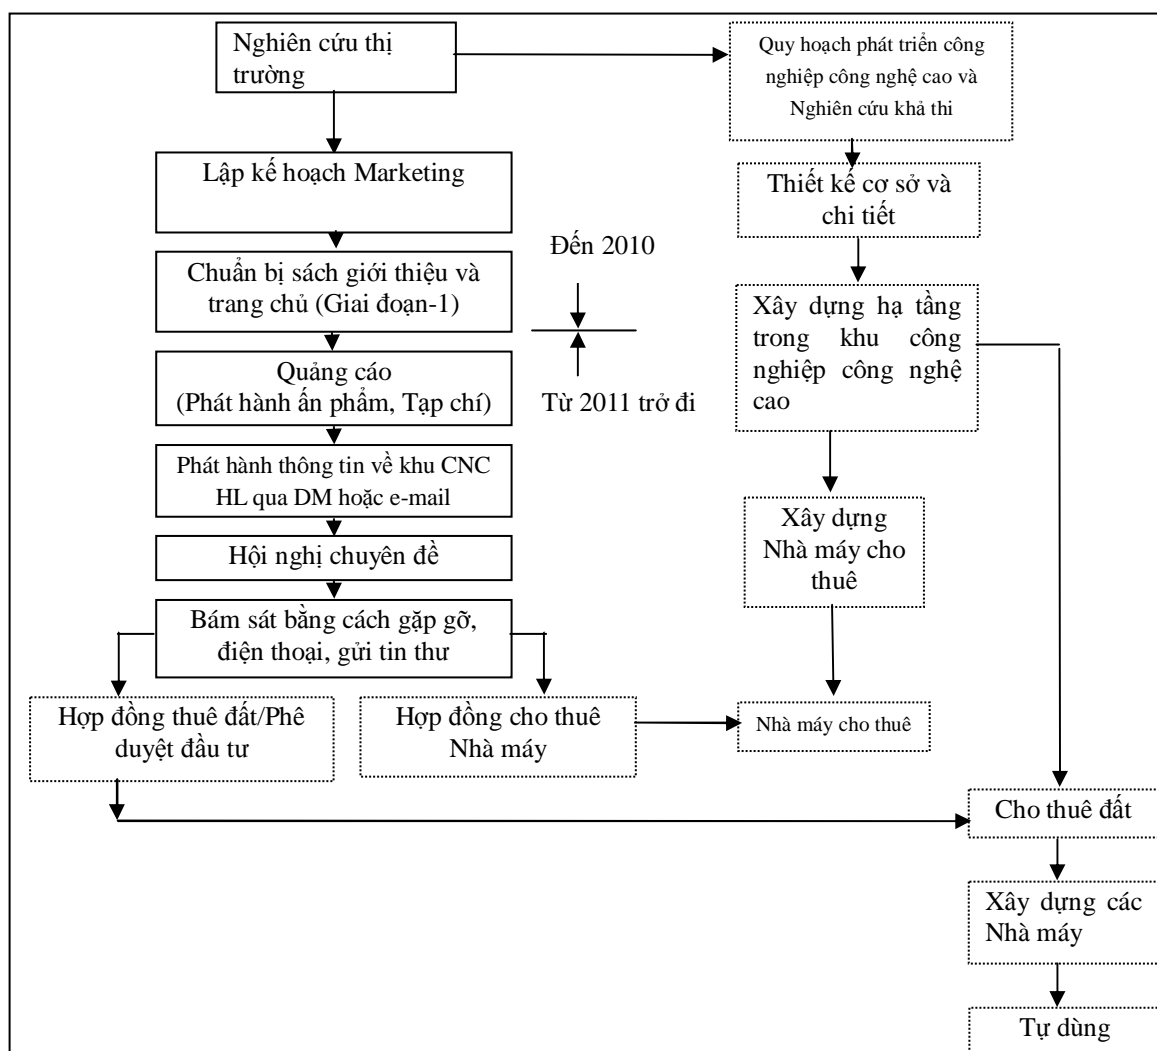 Nghiên cứu thị
trường
Quy hoạch phát triển công
nghiệp công nghệ cao và
Nghiên cứu khả thi
Lập kế hoạch Marketing
Thiết kế cơ sở và
chi tiết
Đến 2010
Chuẩn bị sách giới thiệu và
trang chủ (Giai đoạn-1)
Xây dựng hạ tầng
trong khu công
nghiệp công nghệ
cao
Quảng cáo
(Phát hành ấn phẩm, Tạp chí)
Từ 2011 trở đi
Phát hành thông tin về khu CNC
HL qua DM hoặc e-mail
Xây dựng
Nhà máy cho
thuê
Hội nghị chuyên đề
Bám sát bằng cách gặp gỡ,
điện thoại, gửi tin thư
Hợp đồng thuê đất/Phê
duyệt đầu tư
Hợp đồng cho thuê
Nhà máy
Nhà máy cho thuê
Cho thuê đất
Xây dựng các
Nhà máy
Tự dùng